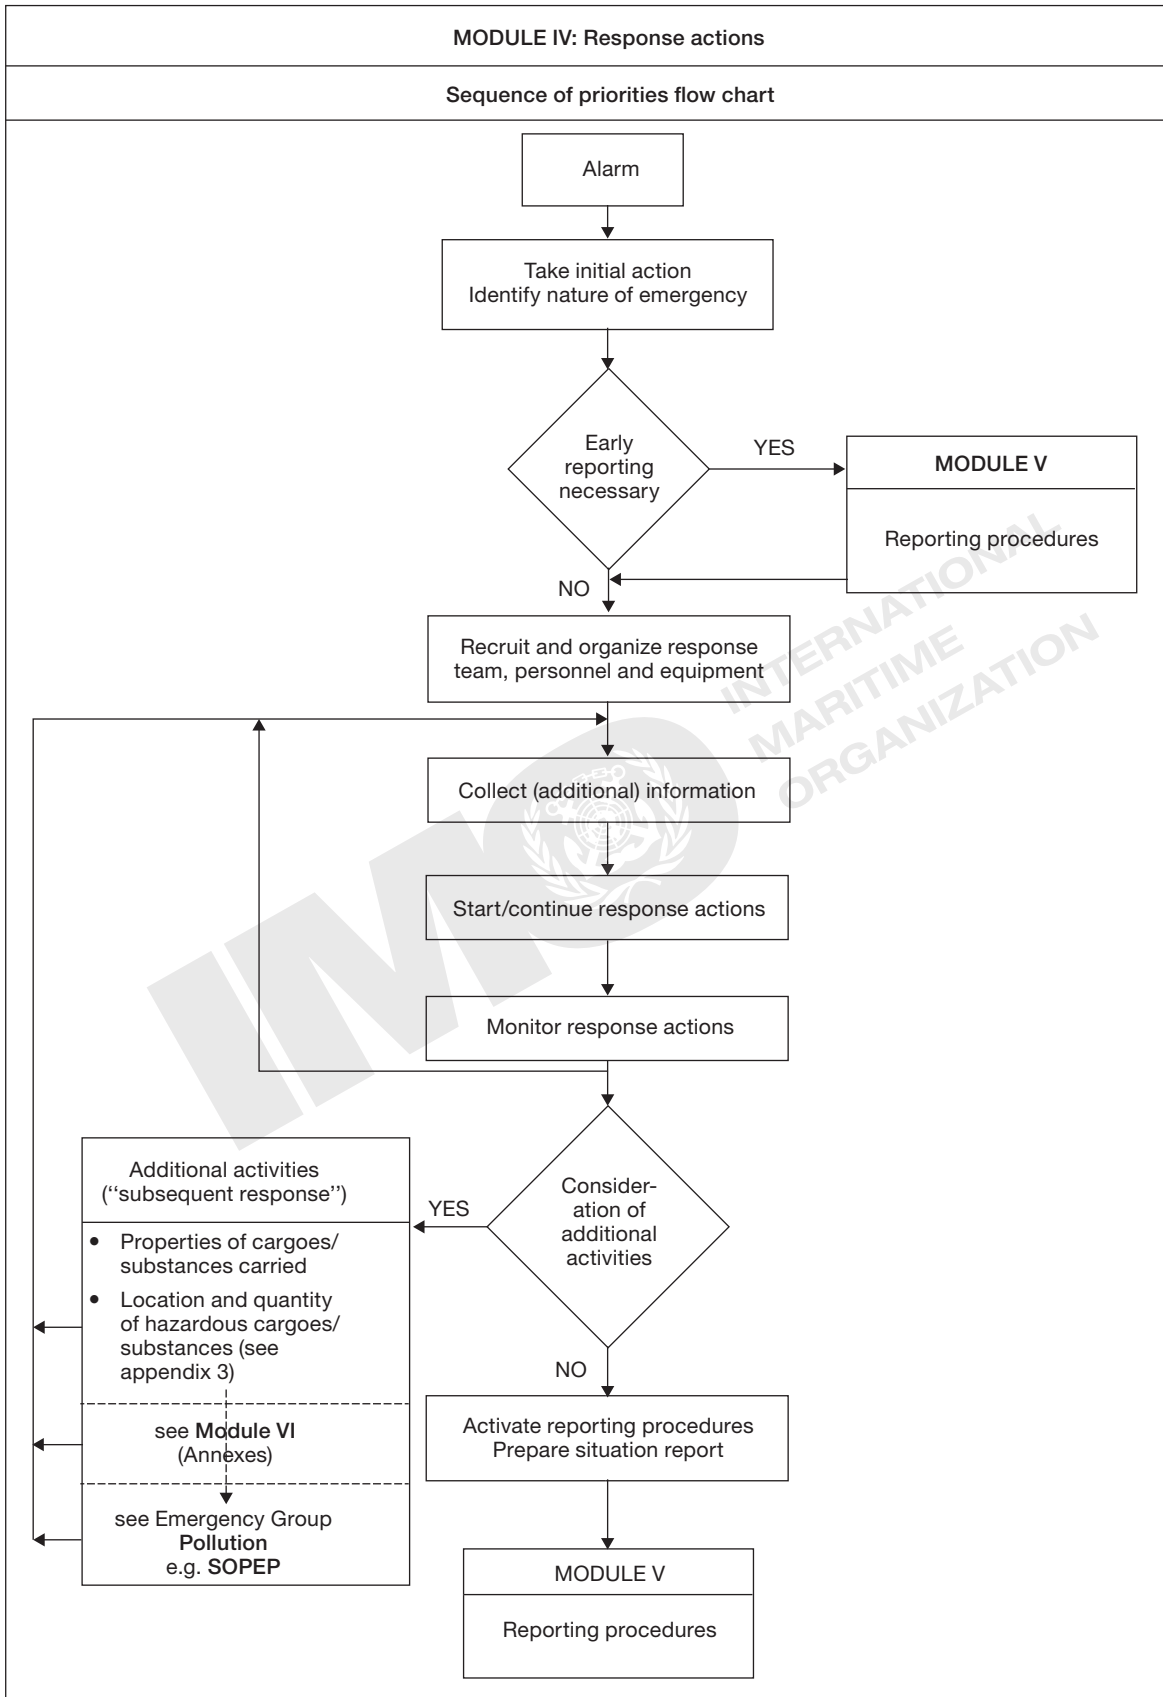 MODULE IV: Response actions
Sequence of priorities flow chart
Alarm
Take initial action
Identify nature of emergency
Early
reporting
necessary
YES
MODULE V
Reporting procedures
NO
Recruit and organize response
team, personnel and equipment
Collect (additional) information
Start/continue response actions
Monitor response actions
Consider-
ation of
additional
activities
YES
Additional activities
(‘‘subsequent response’’)
• Properties of cargoes/
substances carried
• Location and quantity
of hazardous cargoes/
substances (see
appendix 3)
see Module VI
(Annexes)
see Emergency Group
Pollution
e.g. SOPEP
NO
Activate reporting procedures
Prepare situation report
MODULE V
Reporting procedures
IMO
INTERNATIONAL
MARITIME
ORGANIZATION